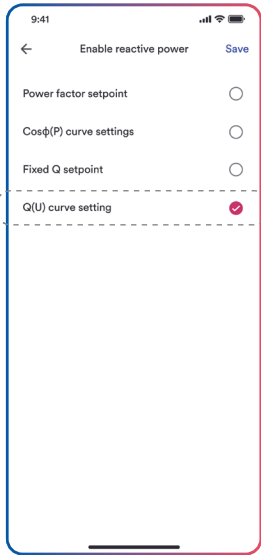 9:41
Enable reactive power Save
Power factor setpoint
Cosϕ(P) curve settings
Fixed Q setpoint
Q(U) curve setting